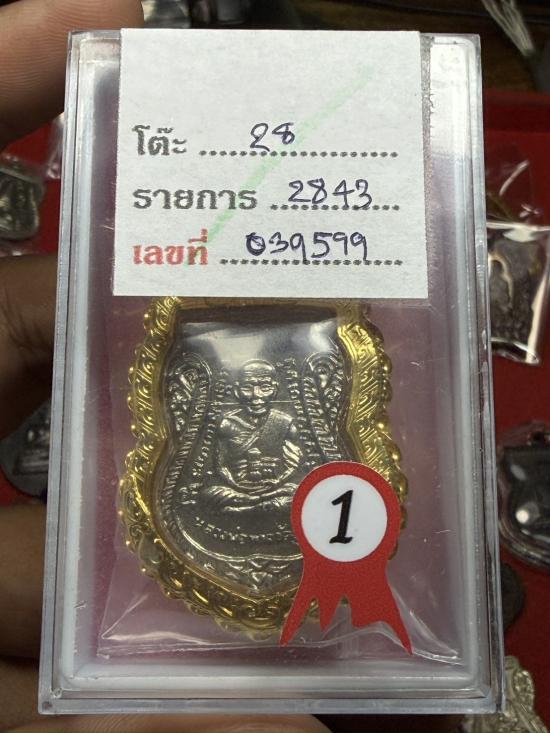 โต๊ะ ..... 28 .....
รายการ ..... 2843 .....
เลขที่ ..... 039599 .....
1